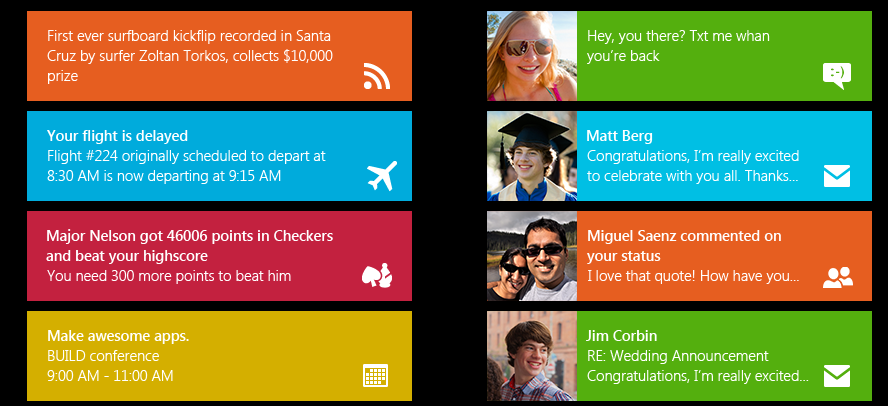 First ever surfboard kickflip recorded in Santa
Cruz by surfer Zoltan Torkos, collects $10,000
prize
Your flight is delayed
Flight #224 originally scheduled to depart at
8:30 AM is now departing at 9:15 AM
Major Nelson got 46006 points in Checkers
and beat your highscore
You need 300 more points to beat him
Make awesome apps.
BUILD conference
9:00 AM - 11:00 AM
Hey, you there? Txt me whan
you're back
:-)
Matt Berg
Congratulations, I'm really excited
to celebrate with you all. Thanks...
Miguel Saenz commented on
your status
I love that quote! How have you...
Jim Corbin
RE: Wedding Announcement
Congratulations, I'm really excited...